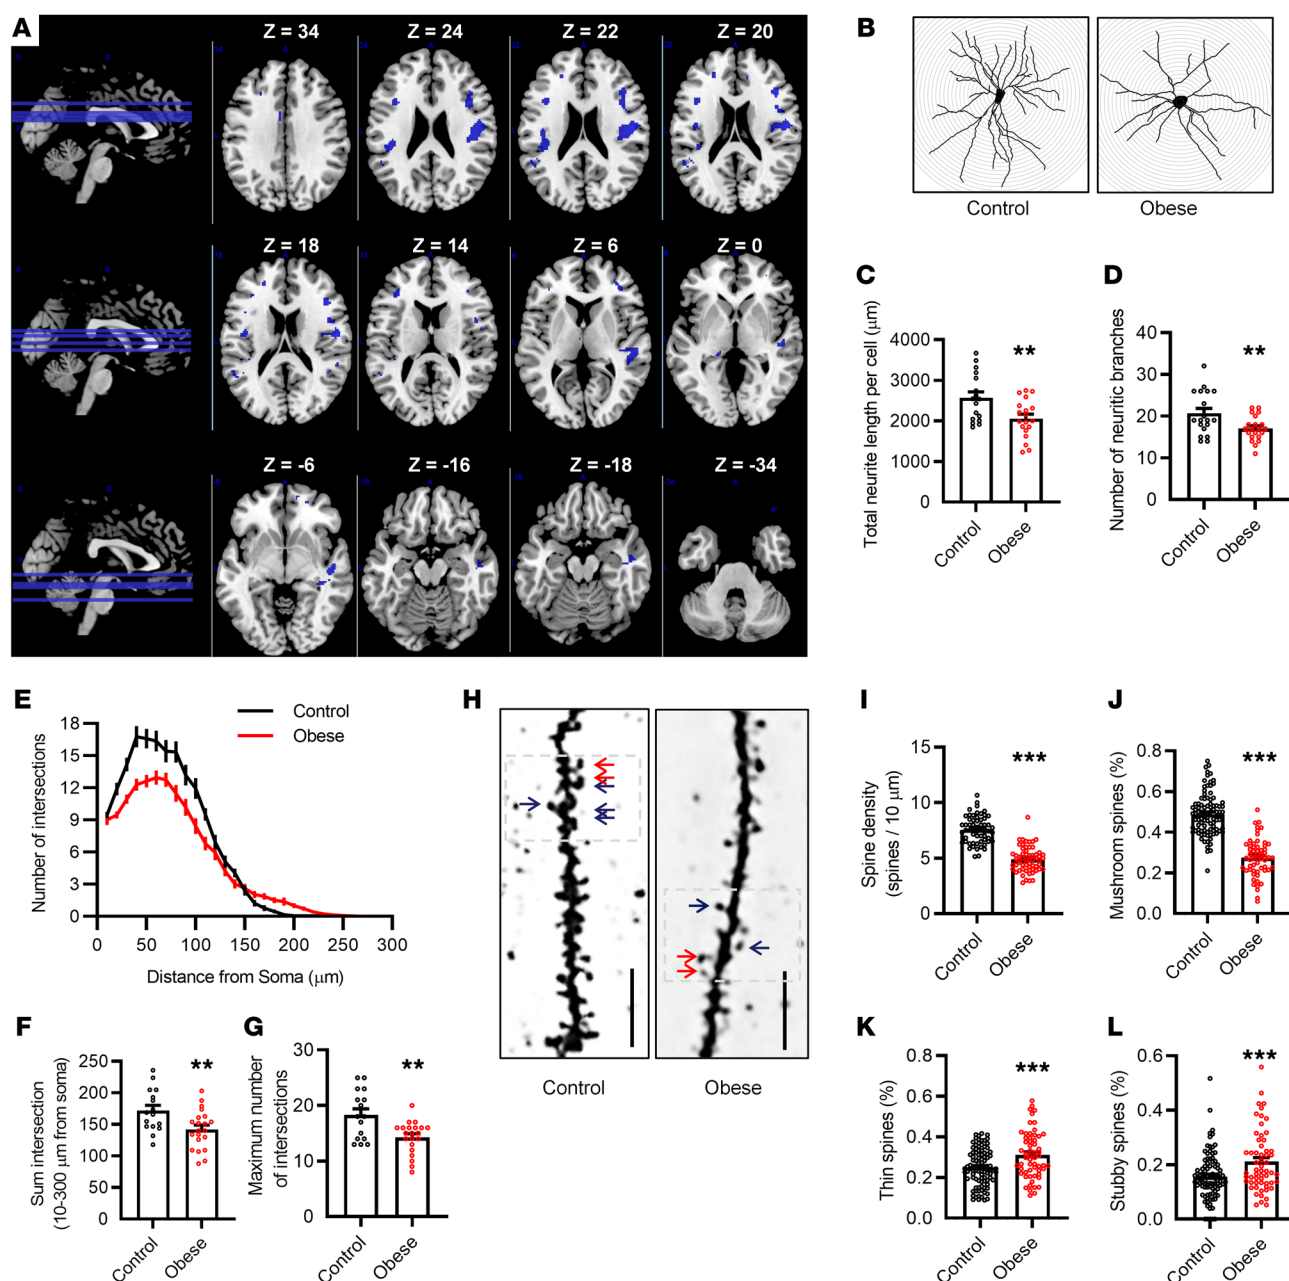 A
Z = 34
Z = 24
Z = 22
Z = 20
Z = 18
Z = 14
Z = 6
Z = 0
Z = -6
Z = -16
Z = -18
Z = -34
B
Control
Obese
C
Total neurite length per cell (μm)
4000
3000
2000
1000
0
**
Control
Obese
D
Number of neuritic branches
40
30
20
10
0
**
Control
Obese
E
Number of intersections
18
15
12
9
6
3
0
0
50
100
150
200
250
300
Distance from Soma (μm)
Control
Obese
F
Sum intersection
(10-300 μm from soma)
250
200
150
100
50
0
**
Control
Obese
G
Maximum number
of intersections
30
20
10
0
**
Control
Obese
H
Control
Obese
I
Spine density
(spines / 10 μm)
15
10
5
0
***
Control
Obese
J
Mushroom spines (%)
0.8
0.6
0.4
0.2
0.0
***
Control
Obese
K
Thin spines (%)
0.8
0.6
0.4
0.2
0.0
***
Control
Obese
L
Stubby spines (%)
0.6
0.4
0.2
0.0
***
Control
Obese